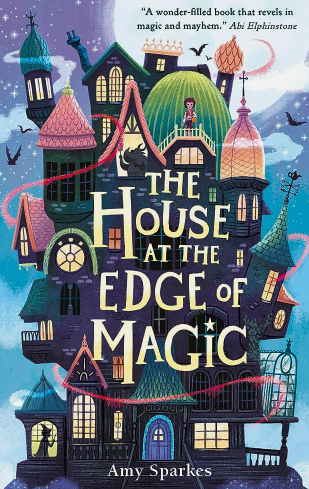 “A wonder-filled book that revels in
magic and mayhem.” Abi Elphinstone
THE
HOUSE
AT THE
EDGE OF
MAGIC
Amy Sparkes